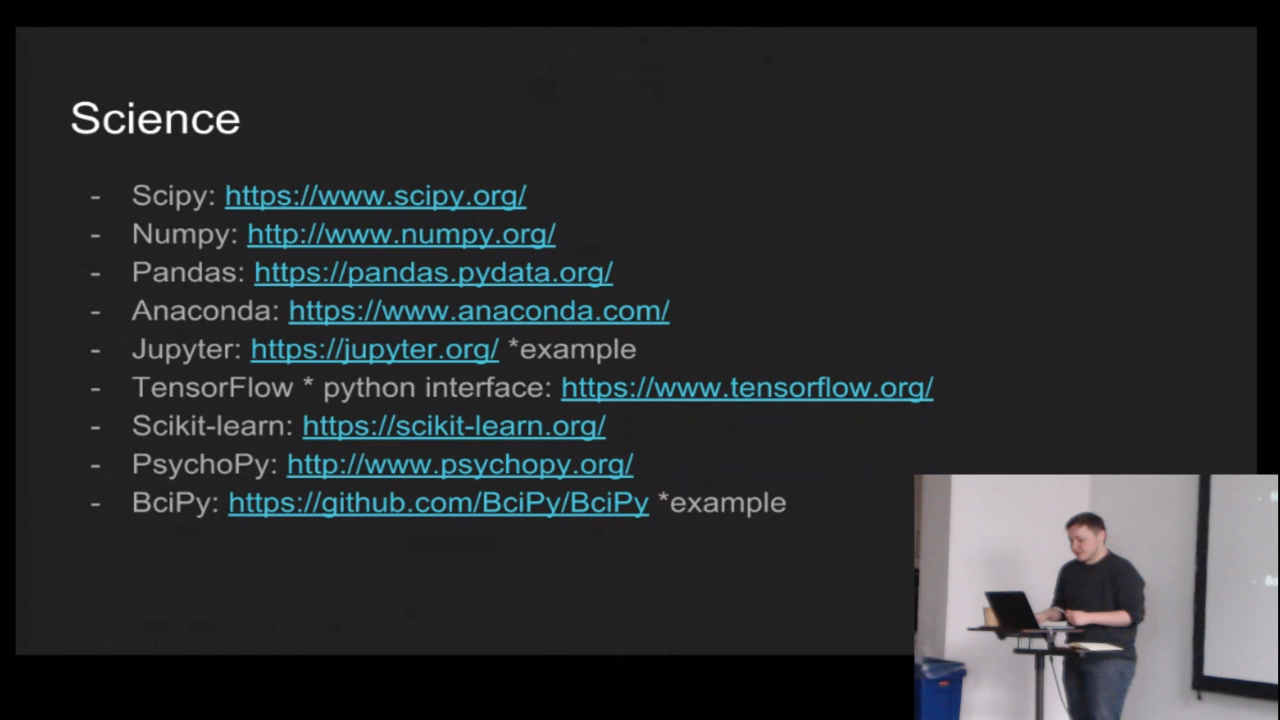 Science
- Scipy: https://www.scipy.org/
- Numpy: http://www.numpy.org/
- Pandas: https://pandas.pydata.org/
- Anaconda: https://www.anaconda.com/
- Jupyter: https://jupyter.org/ *example
- TensorFlow * python interface: https://www.tensorflow.org/
- Scikit-learn: https://scikit-learn.org/
- PsychoPy: http://www.psychopy.org/
- BciPy: https://github.com/BciPy/BciPy *example